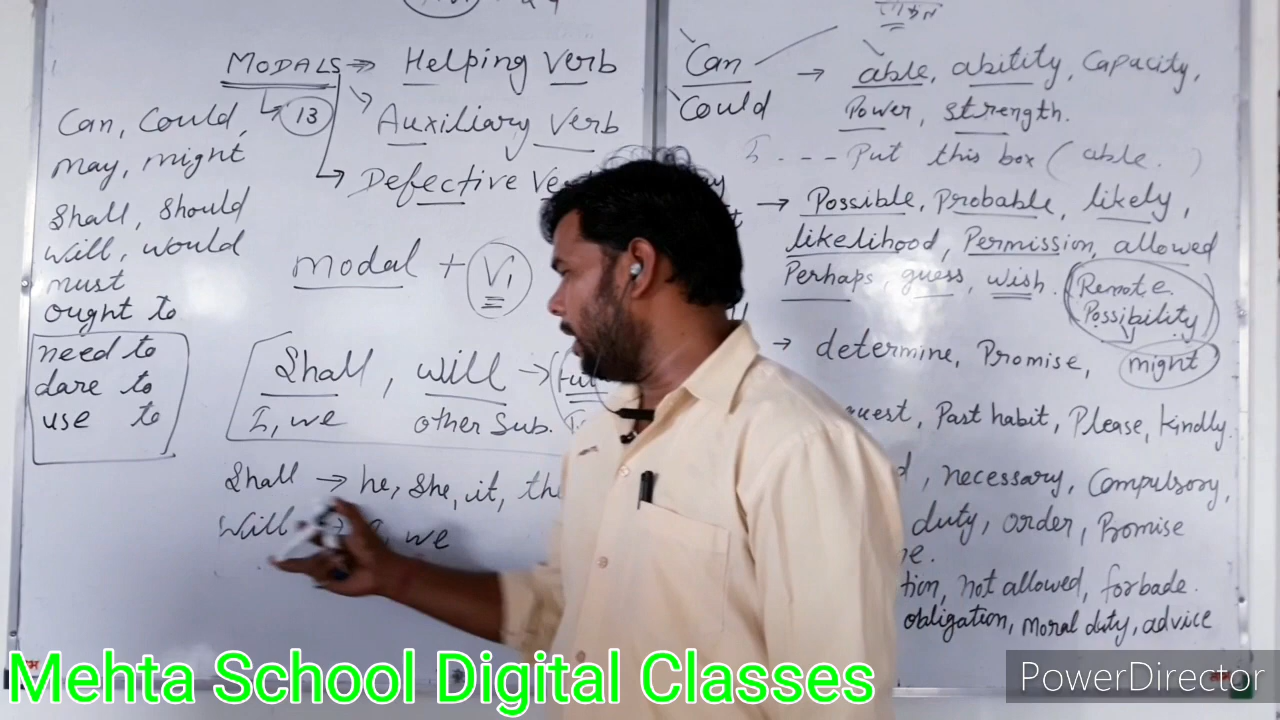 MODALS → Helping Verb
13
Auxiliary Verb
Defective
Can, Could,
May, might
Shall, Should
Will, would
must
ought to
need to
dare to
use to
modal + V1
Shall, will →
I, we other Sub.
Shall → he, She, it,
Will → we
Can
Could
→ able, ability, Capacity,
Power, strength.
I - - - Put this box ( able. )
→ Possible, Probable, likely,
likelihood, Permission, allowed
Perhaps, guess, wish.
Remote
Possibility
→ determine, Promise,
might
Past habit, Please, kindly.
necessary, Compulsory,
duty, order, Promise
not allowed, forbade.
obligation, moral duty, advice
Mehta School Digital Classes
PowerDirector